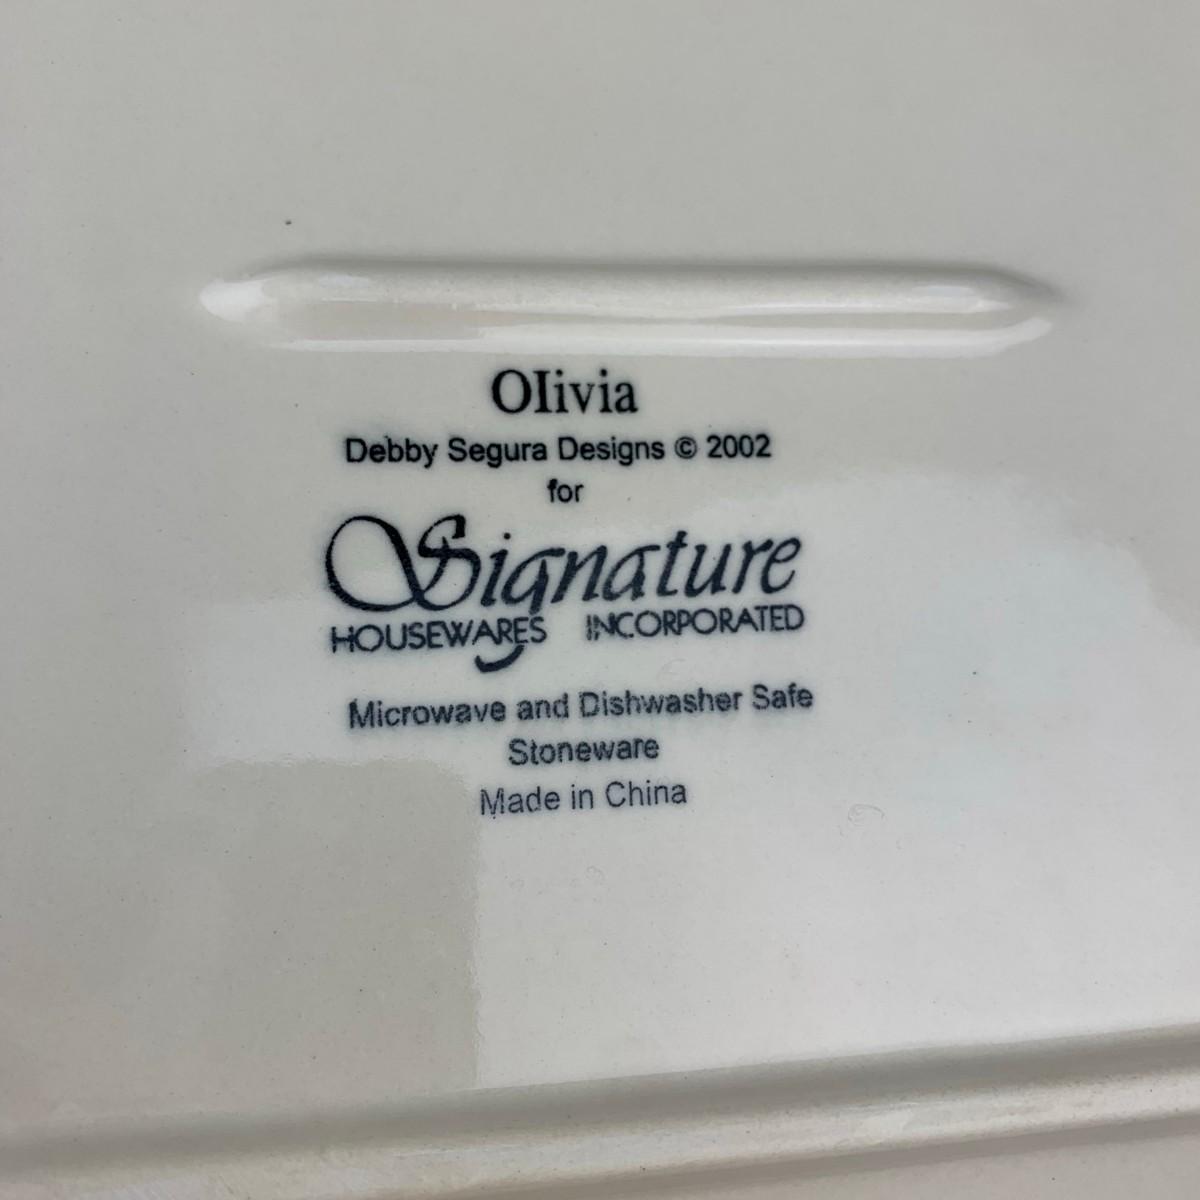 Olivia
Debby Segura Designs © 2002
for
Signature
HOUSEWARES INCORPORATED
Microwave and Dishwasher Safe
Stoneware
Made in China